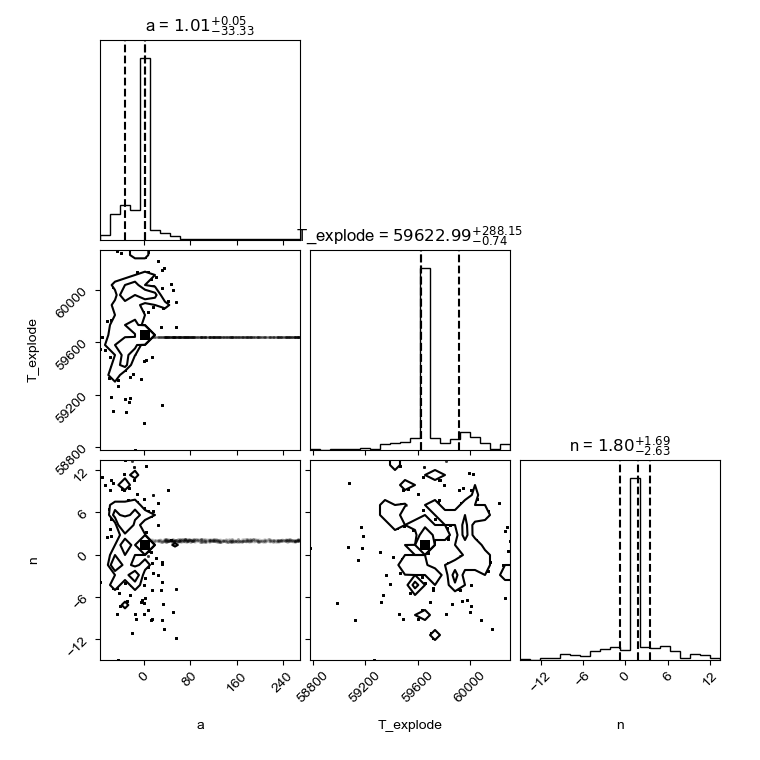 a = 1.01+0.05−33.33
T_explode = 59622.99+288.15−0.74
T_explode
60000
59600
59200
58800
n = 1.80+1.69−2.63
n
12
6
0
−6
−12
0
80
160
240
58800
59200
59600
60000
−12
−6
0
6
12
a
T_explode
n